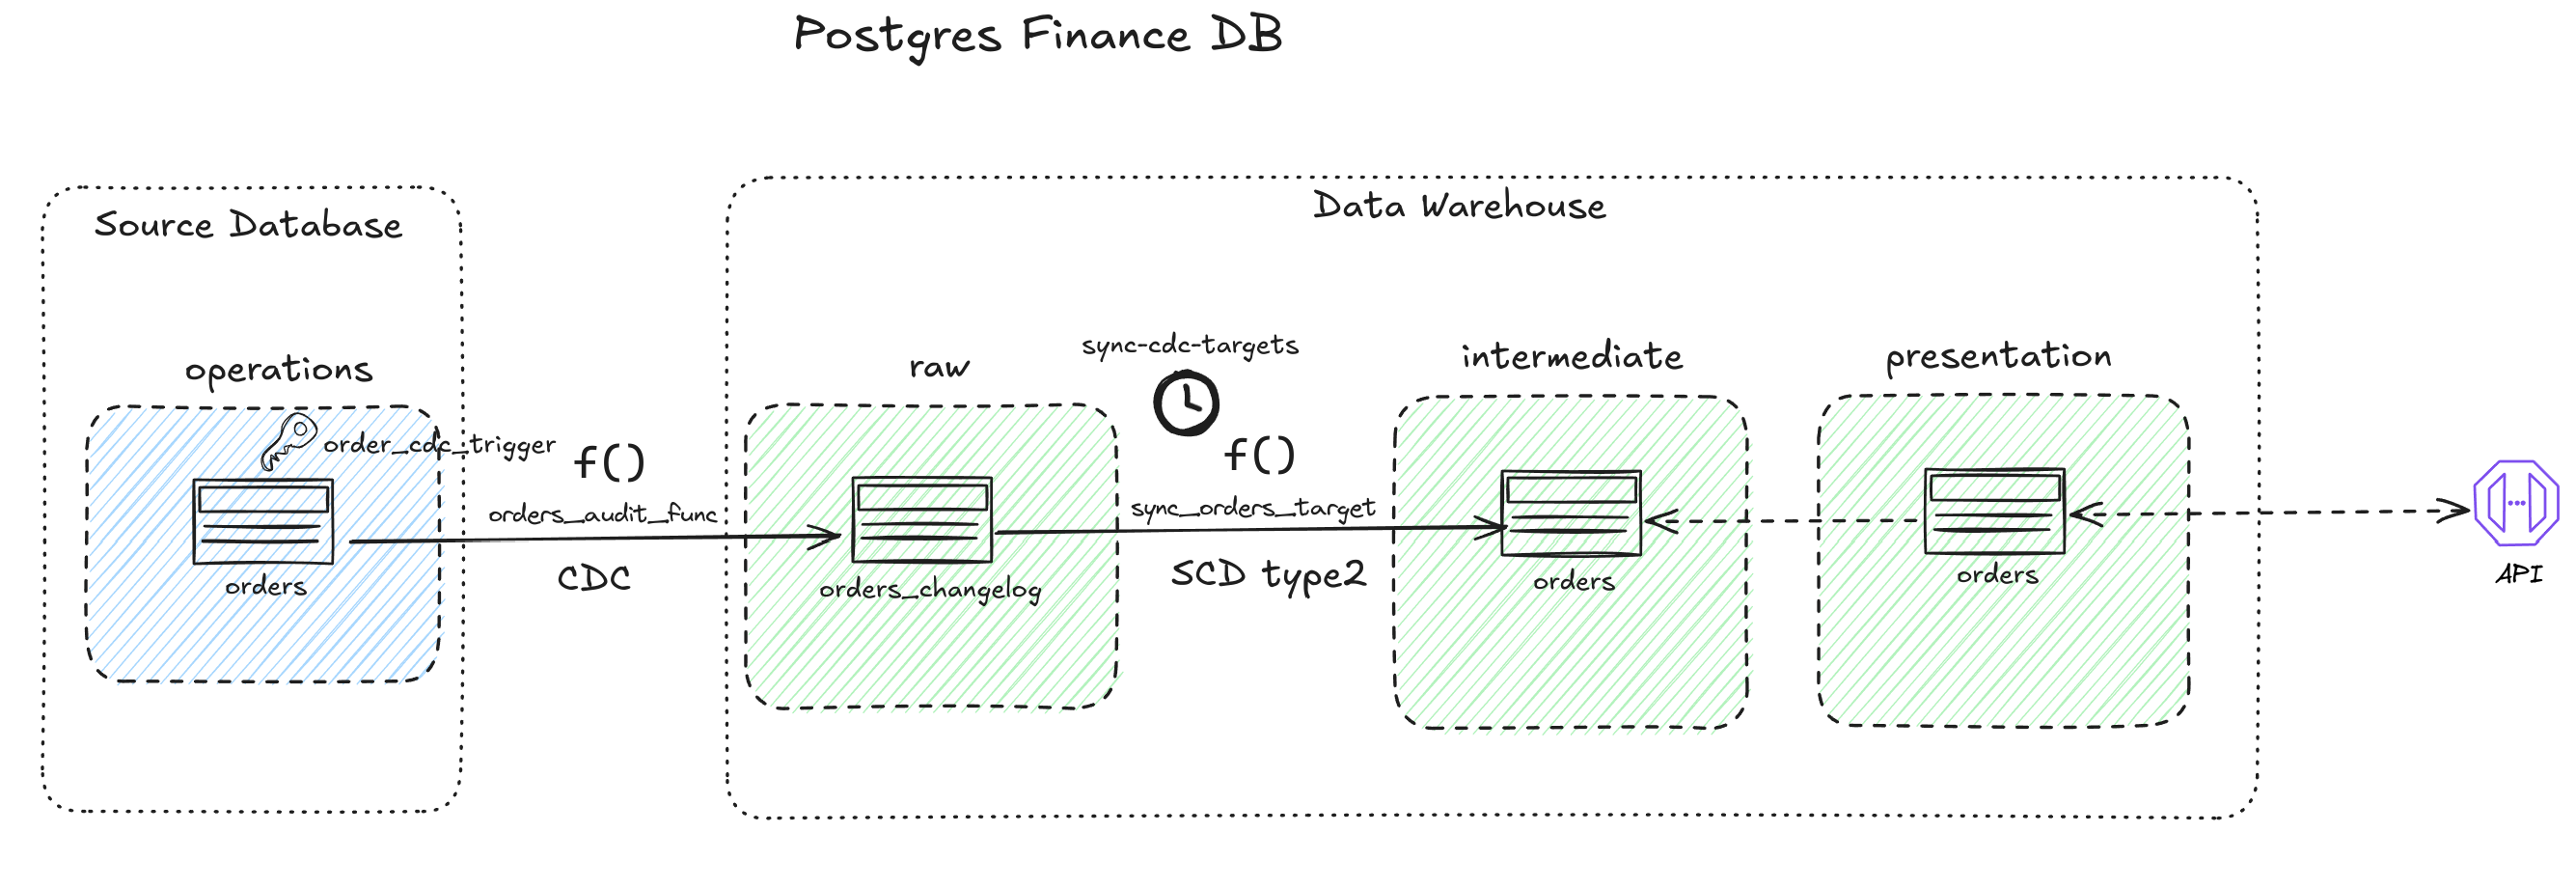 Postgres Finance DB
Source Database
Data Warehouse
operations
order_cdc_trigger
orders
f()
orders_audit_func
CDC
raw
orders_changelog
sync-cdc-targets
f()
sync_orders_target
SCD type2
intermediate
orders
presentation
orders
API